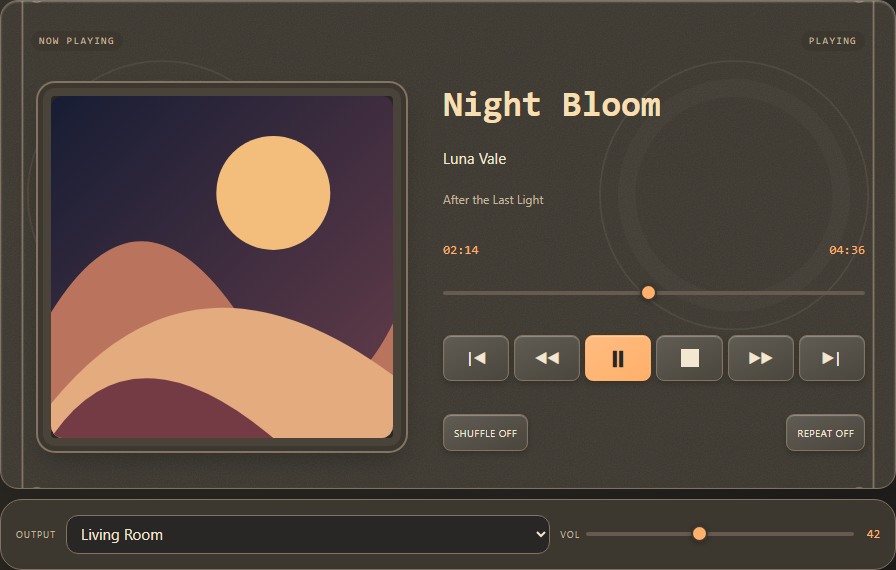 NOW PLAYING
PLAYING
Night Bloom
Luna Vale
After the Last Light
02:14
04:36
SHUFFLE OFF
REPEAT OFF
OUTPUT
Living Room
VOL
42